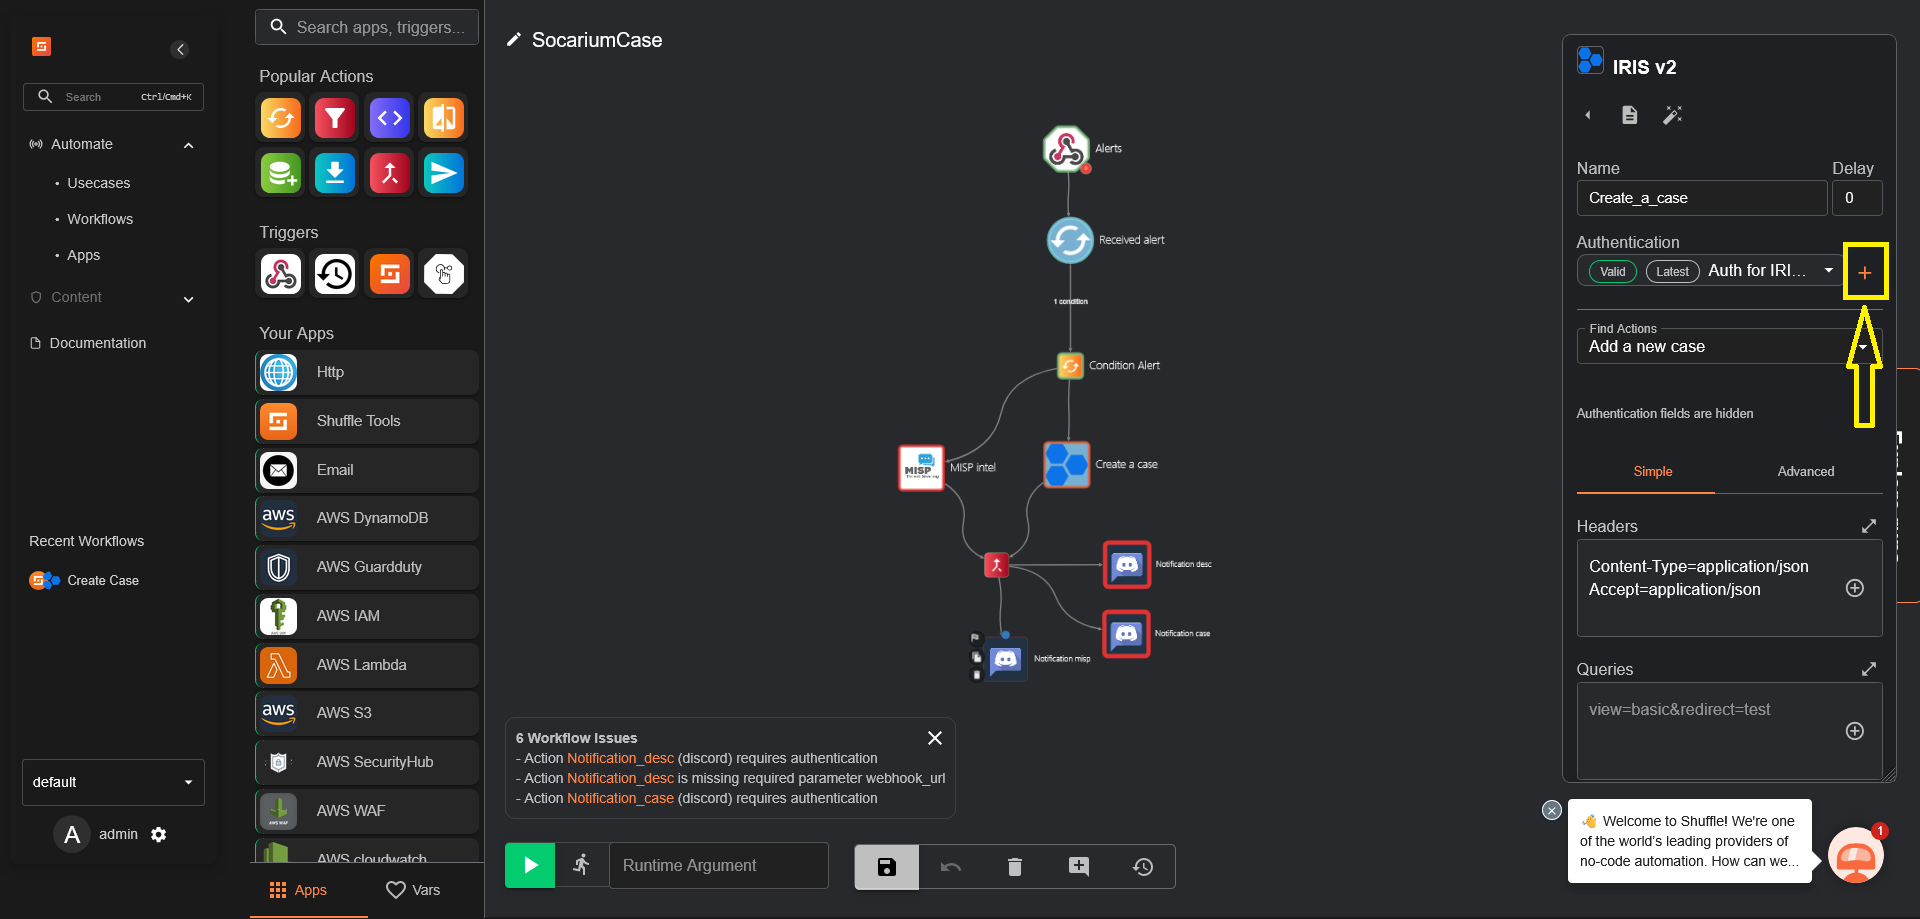 Search Ctrl/Cmd+K
Automate
Usecases
Workflows
Apps
Content
Documentation
Recent Workflows
Create Case
default
A admin
Search apps, triggers...
Popular Actions
Triggers
Your Apps
Http
Shuffle Tools
Email
aws AWS DynamoDB
AWS Guardduty
AWS IAM
AWS Lambda
aws AWS S3
AWS SecurityHub
AWS WAF AWS WAF
AWS cloudwatch
Apps Vars
SocariumCase
Alerts
Received alert
1 condition
Condition Alert
MISP MISP intel
Threat Sharing
Create a case
Notification desc
Notification case
Notification misp
6 Workflow Issues
- Action Notification_desc (discord) requires authentication
- Action Notification_desc is missing required parameter webhook_url
- Action Notification_case (discord) requires authentication
Runtime Argument
IRIS v2
Name Delay
Create_a_case 0
Authentication
Valid Latest Auth for IRI... +
Find Actions
Add a new case
Authentication fields are hidden
Simple Advanced
Headers
Content-Type=application/json
Accept=application/json
Queries
view=basic&redirect=test
👋 Welcome to Shuffle! We're one
of the world's leading providers of
no-code automation. How can we...
1